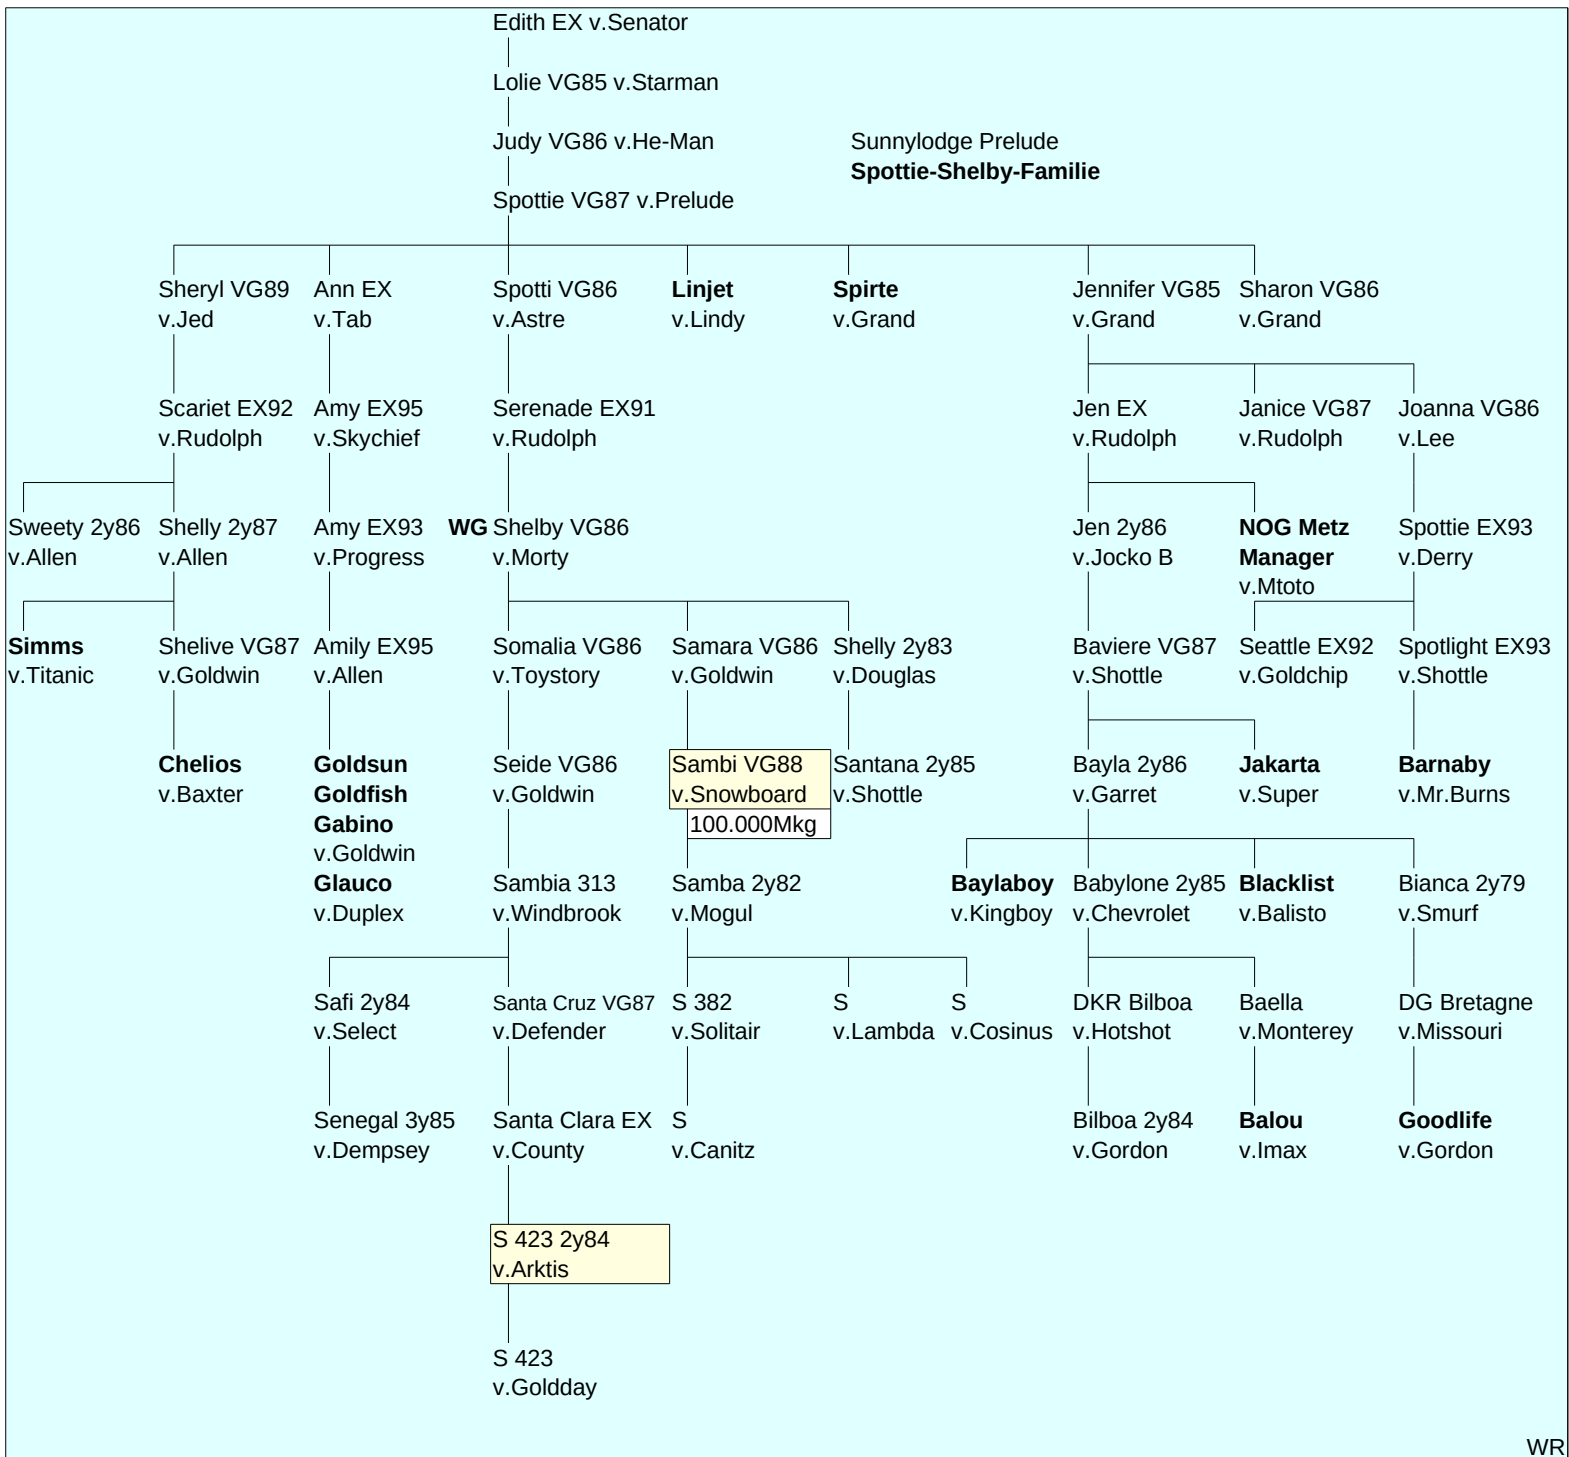 Edith EX v.Senator
Lolie VG85 v.Starman
Judy VG86 v.He-Man
Sunnylodge Prelude
Spottie-Shelby-Familie
Spottie VG87 v.Prelude
Sheryl VG89
v.Jed
Ann EX
v.Tab
Spotti VG86
v.Astre
Linjet
v.Lindy
Spirte
v.Grand
Jennifer VG85
v.Grand
Sharon VG86
v.Grand
Scariet EX92
v.Rudolph
Amy EX95
v.Skychief
Serenade EX91
v.Rudolph
Jen EX
v.Rudolph
Janice VG87
v.Rudolph
Joanna VG86
v.Lee
Sweety 2y86
v.Allen
Shelly 2y87
v.Allen
Amy EX93
v.Progress
WG Shelby VG86
v.Morty
Jen 2y86
v.Jocko B
NOG Metz
Manager
v.Mtoto
Spottie EX93
v.Derry
Simms
v.Titanic
Shelive VG87
v.Goldwin
Amily EX95
v.Allen
Somalia VG86
v.Toystory
Samara VG86
v.Goldwin
Shelly 2y83
v.Douglas
Baviere VG87
v.Shottle
Seattle EX92
v.Goldchip
Spotlight EX93
v.Shottle
Chelios
v.Baxter
Goldsun
Goldfish
Gabino
v.Goldwin
Glauco
v.Duplex
Seide VG86
v.Goldwin
Sambi VG88
v.Snowboard
100.000Mkg
Santana 2y85
v.Shottle
Bayla 2y86
v.Garret
Jakarta
v.Super
Barnaby
v.Mr.Burns
Sambia 313
v.Windbrook
Samba 2y82
v.Mogul
Baylaboy
v.Kingboy
Babylone 2y85
v.Chevrolet
Blacklist
v.Balisto
Bianca 2y79
v.Smurf
Safi 2y84
v.Select
Santa Cruz VG87
v.Defender
S 382
v.Solitair
S
v.Lambda
S
v.Cosinus
DKR Bilboa
v.Hotshot
Baella
v.Monterey
DG Bretagne
v.Missouri
Senegal 3y85
v.Dempsey
Santa Clara EX
v.County
S
v.Canitz
Bilboa 2y84
v.Gordon
Balou
v.Imax
Goodlife
v.Gordon
S 423 2y84
v.Arktis
S 423
v.Goldday
WR